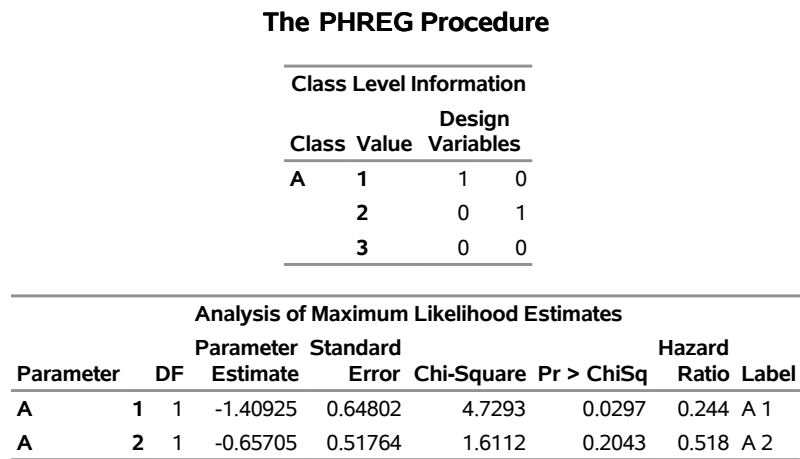 The PHREG Procedure
Class Level Information
Design
Class Value Variables
A 1 1 0
2 0 1
3 0 0
Analysis of Maximum Likelihood Estimates
Parameter Standard Hazard
Parameter DF Estimate Error Chi-Square Pr > ChiSq Ratio Label
A 1 1 -1.40925 0.64802 4.7293 0.0297 0.244 A 1
A 2 1 -0.65705 0.51764 1.6112 0.2043 0.518 A 2